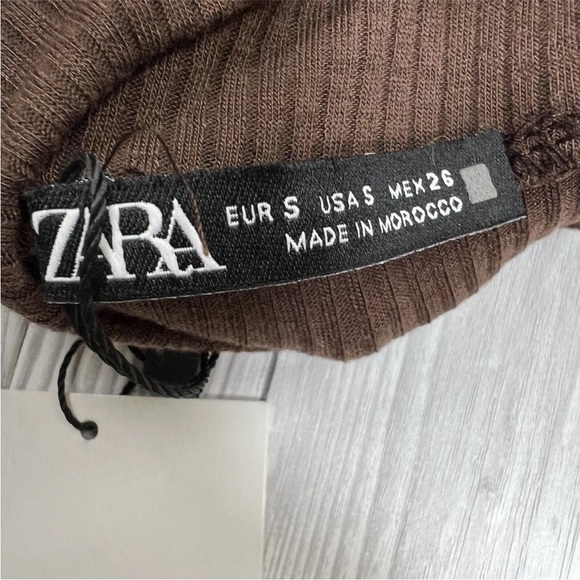 ZARA
EUR S USA S MEX 26
MADE IN MOROCCO